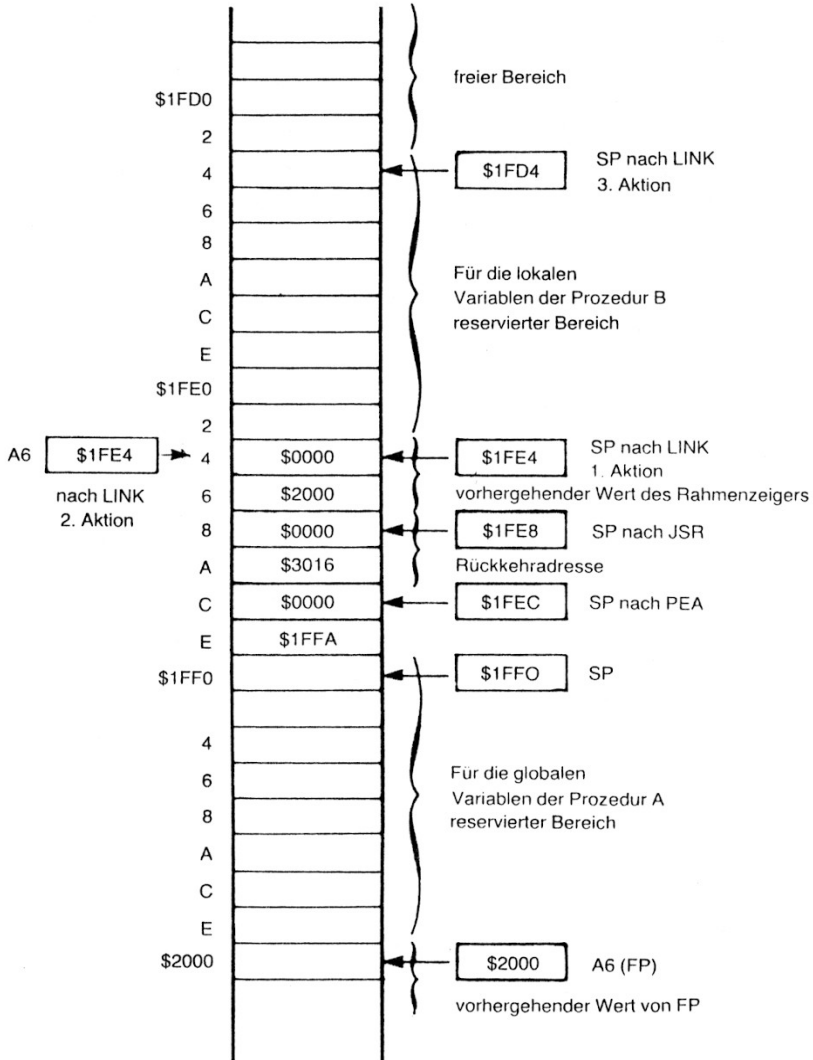 freier Bereich
$1FD0
2
4
$1FD4
SP nach LINK
3. Aktion
6
8
A
C
E
Für die lokalen
Variablen der Prozedur B
reservierter Bereich
$1FE0
2
A6
$1FE4
nach LINK
2. Aktion
4
$0000
$1FE4
SP nach LINK
1. Aktion
6
$2000
vorhergehender Wert des Rahmenzeigers
8
$0000
$1FE8
SP nach JSR
A
$3016
Rückkehradresse
C
$0000
$1FEC
SP nach PEA
E
$1FFA
$1FF0
$1FFO
SP
4
6
8
A
C
E
Für die globalen
Variablen der Prozedur A
reservierter Bereich
$2000
$2000
A6 (FP)
vorhergehender Wert von FP